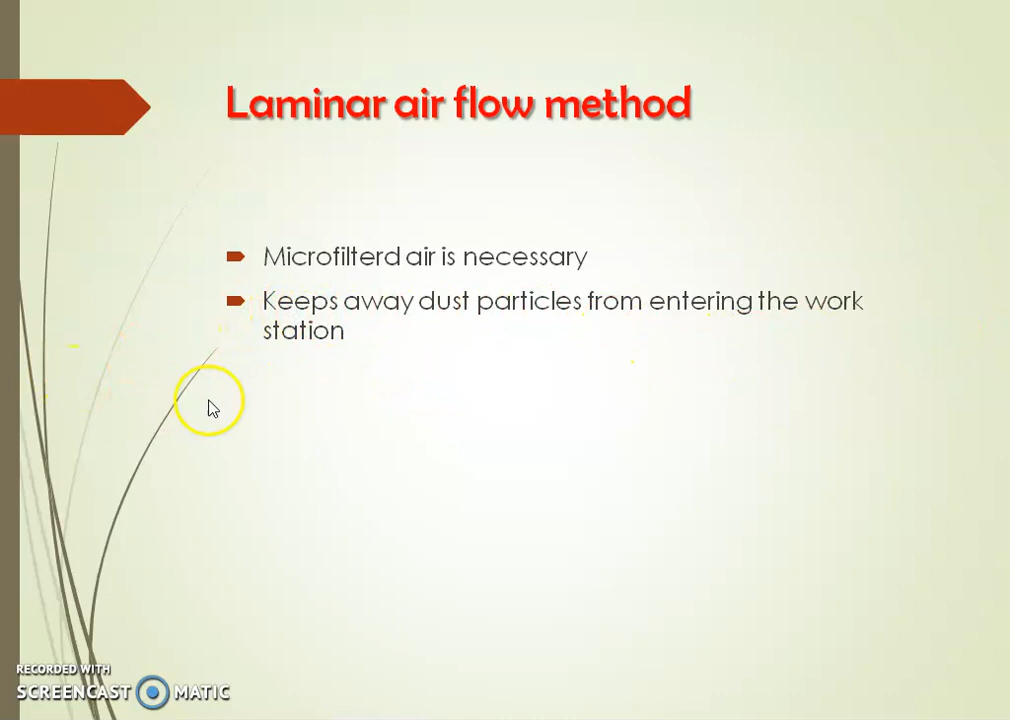 Laminar air flow method
Microfilterd air is necessary
Keeps away dust particles from entering the work
station
RECORDED WITH
SCREENCAST MATIC